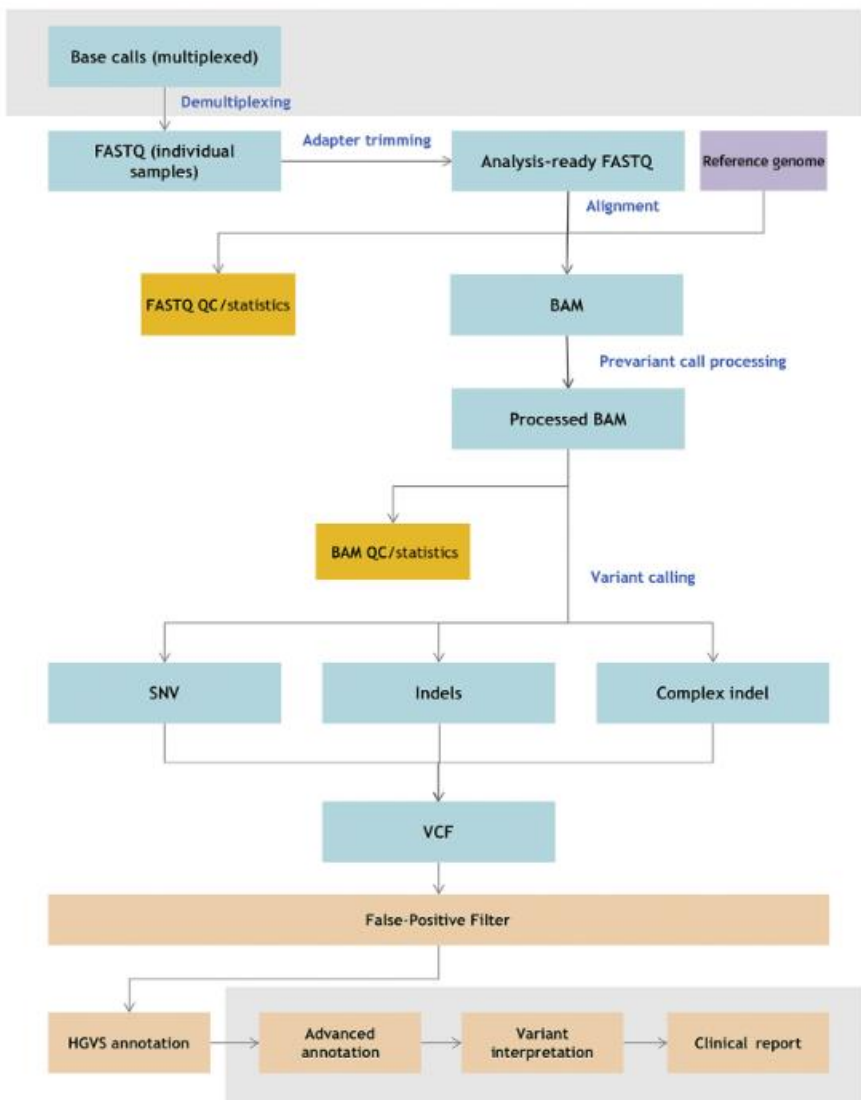 Base calls (multiplexed)
Demultiplexing
FASTQ (individual
samples)
Adapter trimming
Analysis-ready FASTQ
Reference genome
Alignment
FASTQ QC/statistics
BAM
Prevariant call processing
Processed BAM
BAM QC/statistics
Variant calling
SNV
Indels
Complex indel
VCF
False-Positive Filter
HGVS annotation
Advanced
annotation
Variant
interpretation
Clinical report